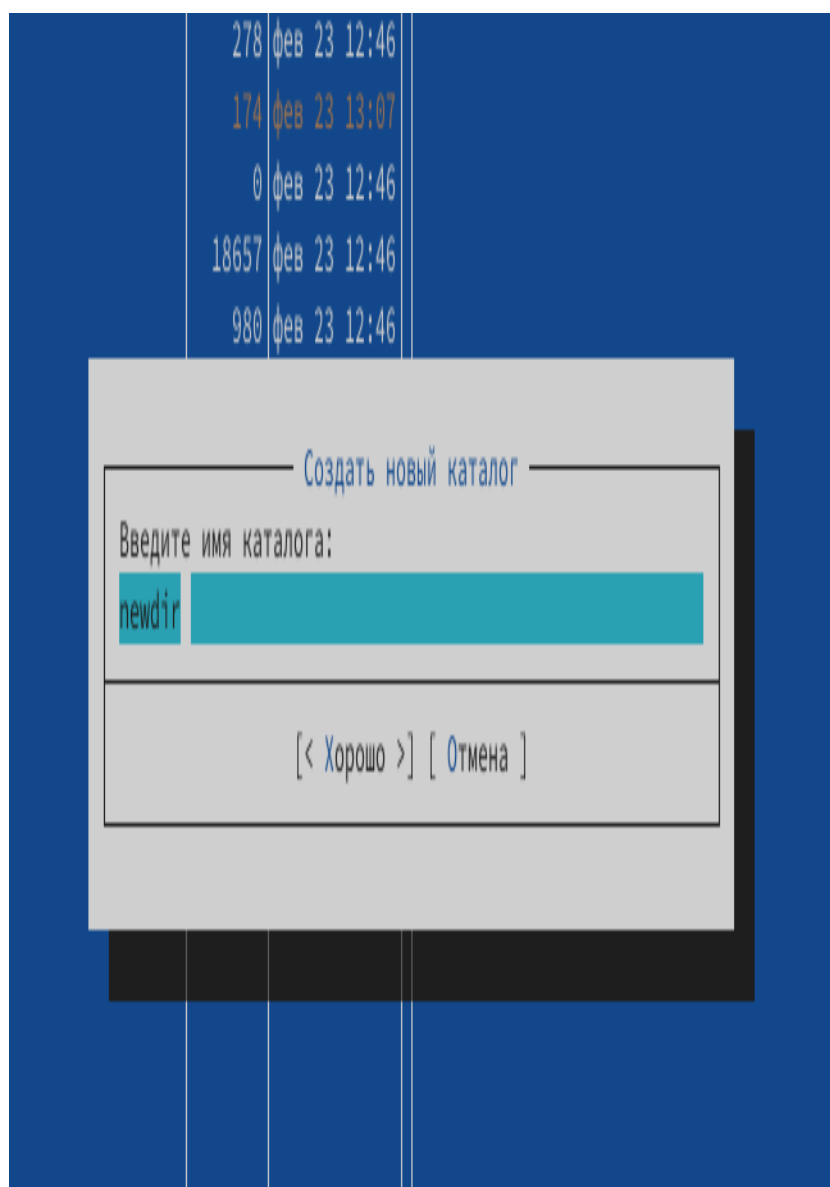 278 фев 23 12:46
174 фев 23 13:07
0 фев 23 12:46
18657 фев 23 12:46
980 фев 23 12:46
Создать новый каталог
Введите имя каталога:
newdir
[< Хорошо >] [ Отмена ]